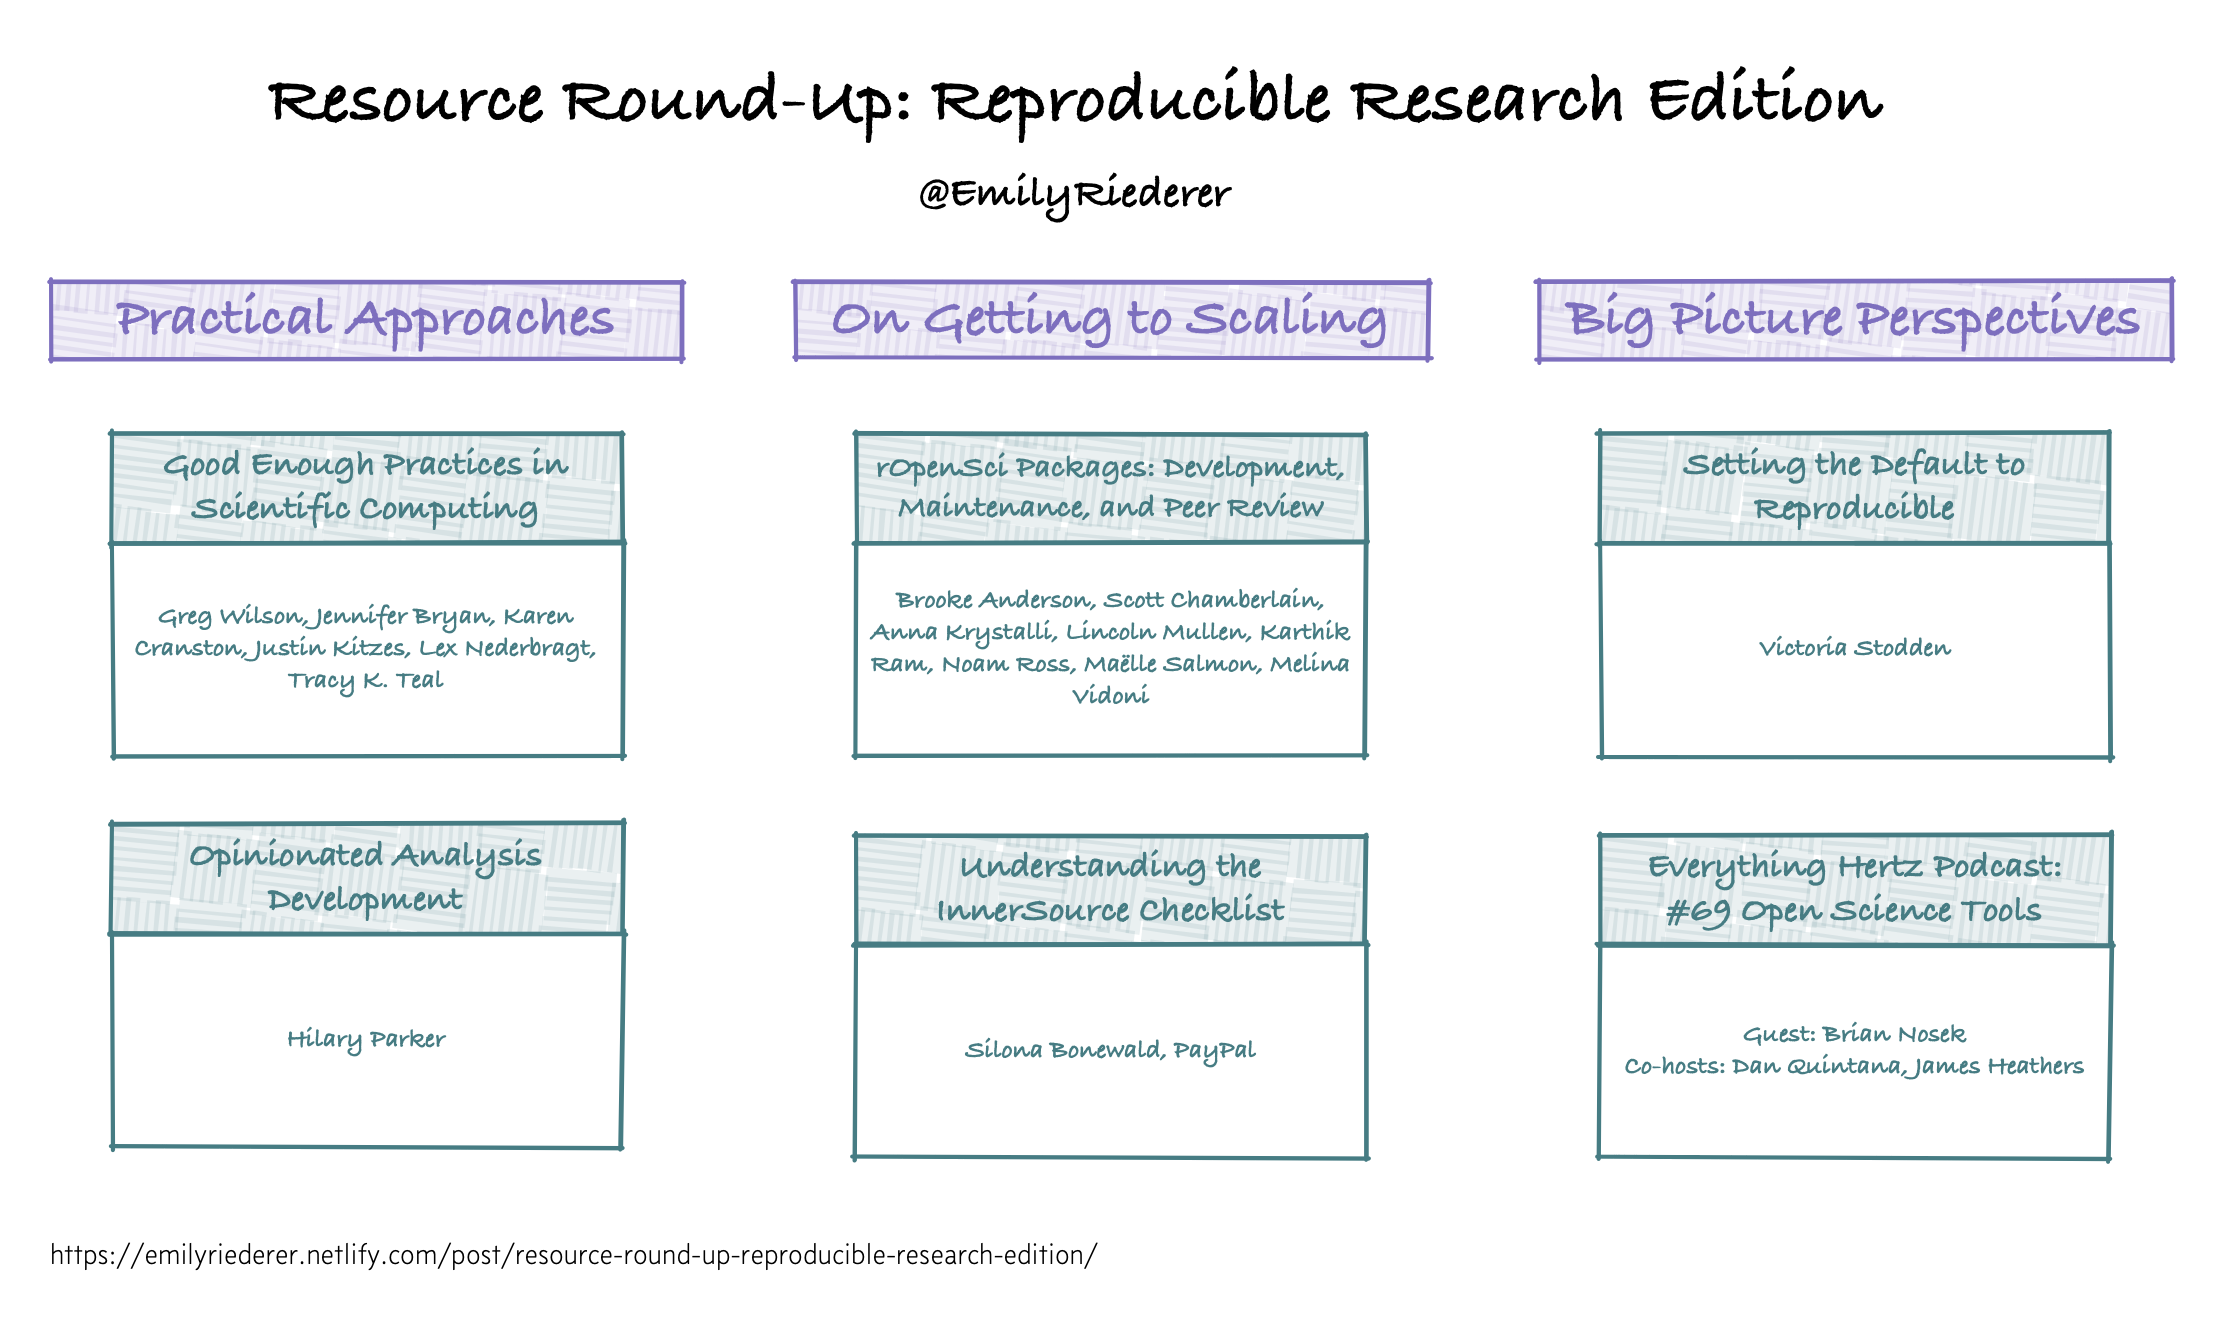 Resource Round-Up: Reproducible Research Edition
@EmilyRiederer
Practical Approaches
Good Enough Practices in
Scientific Computing
Greg Wilson, Jennifer Bryan, Karen
Cranston, Justin Kitzes, Lex Nederbragt,
Tracy K. Teal
Opinionated Analysis
Development
Hilary Parker
On Getting to Scaling
rOpenSci Packages: Development,
Maintenance, and Peer Review
Brooke Anderson, Scott Chamberlain,
Anna Krystalli, Lincoln Mullen, Karthik
Ram, Noam Ross, Maëlle Salmon, Melina
Vidoni
Understanding the
InnerSource Checklist
Silona Bonewald, PayPal
Big Picture Perspectives
Setting the Default to
Reproducible
Victoria Stodden
Everything Hertz Podcast:
#69 Open Science Tools
Guest: Brian Nosek
Co-hosts: Dan Quintana, James Heathers
https://emilyriederer.netlify.com/post/resource-round-up-reproducible-research-edition/